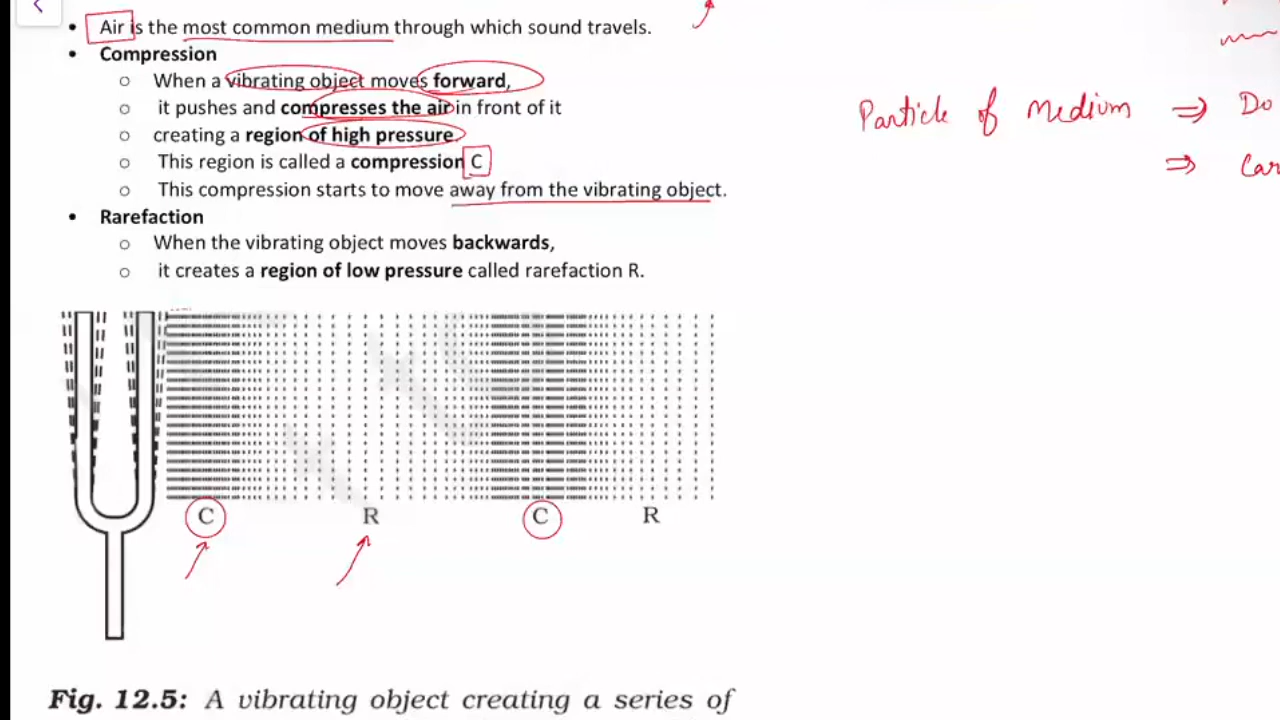 • Air is the most common medium through which sound travels.
• Compression
o When a vibrating object moves forward,
o it pushes and compresses the air in front of it
o creating a region of high pressure.
o This region is called a compression C
o This compression starts to move away from the vibrating object.
• Rarefaction
o When the vibrating object moves backwards,
o it creates a region of low pressure called rarefaction R.
Particle of medium ⇒ Do
⇒ Car
C R C R
Fig. 12.5: A vibrating object creating a series of